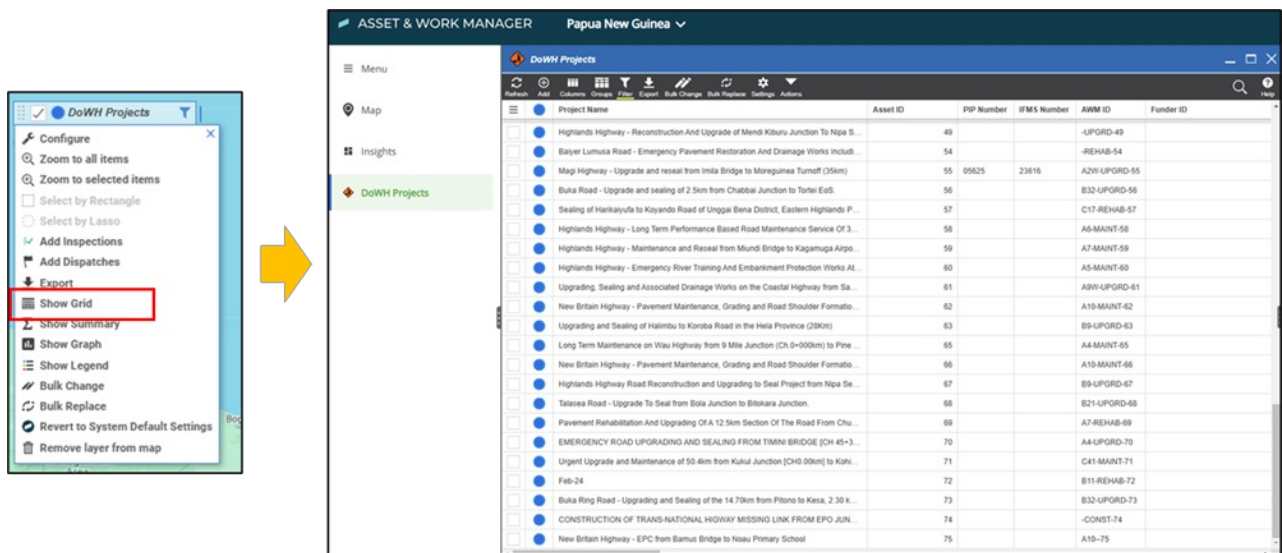 DoWH Projects
Configure
Zoom to all items
Zoom to selected items
Select by Rectangle
Select by Lasso
Add Inspections
Add Dispatches
Export
Show Grid
Show Summary
Show Graph
Show Legend
Bulk Change
Bulk Replace
Revert to System Default Settings
Remove layer from map
ASSET & WORK MANAGER Papua New Guinea
Menu
Map
Insights
DoWH Projects
DoWH Projects
Refresh Add Columns Groups Filter Export Bulk Change Bulk Replace Settings Actions Help
Project Name Asset ID PIP Number IFMS Number AWM ID Funder ID
Highlands Highway - Reconstruction And Upgrade of Mendi Kiburu Junction To Nipa S... 49 -UPGRD-49
Baiyer Lumusa Road - Emergency Pavement Restoration And Drainage Works Includi... 54 -REHAB-54
Magi Highway - Upgrade and reseal from Imila Bridge to Moreguinea Turnoff (35km) 55 05625 23616 A2W-UPGRD-55
Buka Road - Upgrade and sealing of 2.5km from Chabbai Junction to Tortei EoS. 56 B32-UPGRD-56
Sealing of Harikaiyufa to Koyando Road of Unggai Bena District, Eastern Highlands P... 57 C17-REHAB-57
Highlands Highway - Long Term Performance Based Road Maintenance Service Of 3... 58 A6-MAINT-58
Highlands Highway - Maintenance and Reseal from Miundi Bridge to Kagamuga Airpo... 59 A7-MAINT-59
Highlands Highway - Emergency River Training And Embankment Protection Works At... 60 A5-MAINT-60
Upgrading, Sealing and Associated Drainage Works on the Coastal Highway from Sa... 61 A9W-UPGRD-61
New Britain Highway - Pavement Maintenance, Grading and Road Shoulder Formatio... 62 A10-MAINT-62
Upgrading and Sealing of Halimbu to Koroba Road in the Hela Province (28Km) 63 B9-UPGRD-63
Long Term Maintenance on Wau Highway from 9 Mile Junction (Ch.0+000km) to Pine ... 65 A4-MAINT-65
New Britain Highway - Pavement Maintenance, Grading and Road Shoulder Formatio... 66 A10-MAINT-66
Highlands Highway Road Reconstruction and Upgrading to Seal Project from Nipa Se... 67 B9-UPGRD-67
Talasea Road - Upgrade To Seal from Bola Junction to Bitokara Junction. 68 B21-UPGRD-68
Pavement Rehabilitation And Upgrading Of A 12.5km Section Of The Road From Chu... 69 A7-REHAB-69
EMERGENCY ROAD UPGRADING AND SEALING FROM TIMINI BRIDGE [CH 45+3... 70 A4-UPGRD-70
Urgent Upgrade and Maintenance of 50.4km from Kukul Junction [CH0.00km] to Kohi... 71 C41-MAINT-71
Feb-24 72 B11-REHAB-72
Buka Ring Road - Upgrading and Sealing of the 14.70km from Pitono to Kesa, 2.30 k... 73 B32-UPGRD-73
CONSTRUCTION OF TRANS-NATIONAL HIGWAY MISSING LINK FROM EPO JUN... 74 -CONST-74
New Britain Highway - EPC from Bamus Bridge to Noau Primary School 75 A10--75